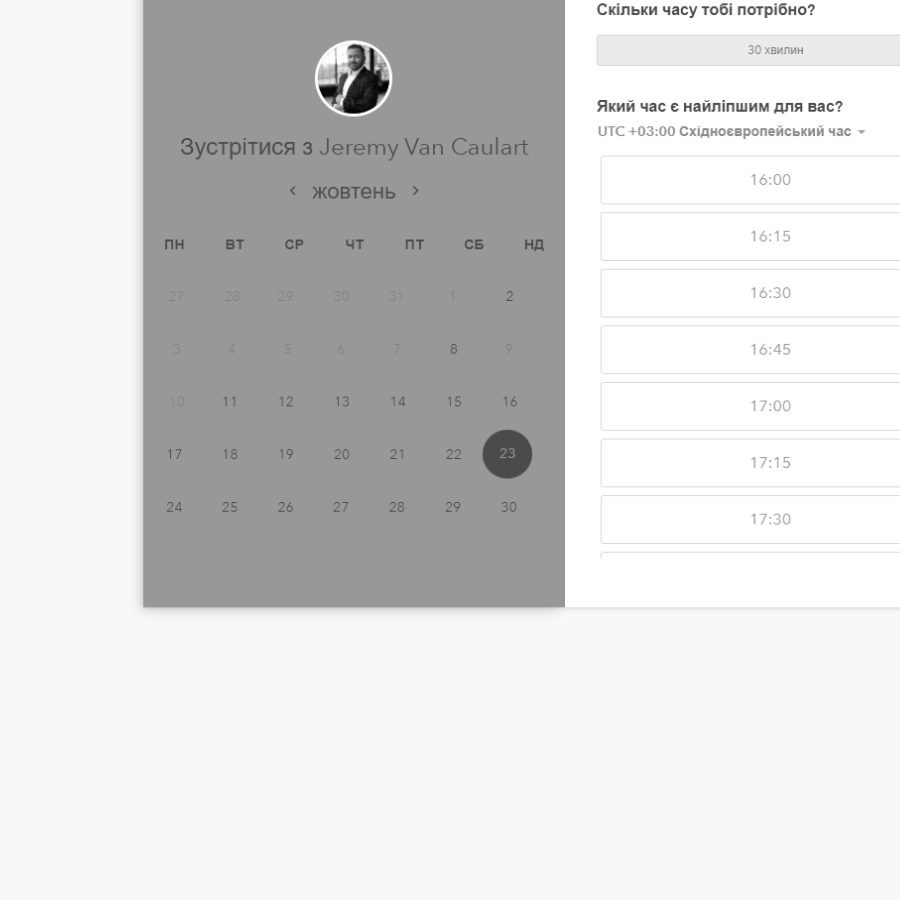 Зустрітися з Jeremy Van Caulart
жовтень
ПН ВТ СР ЧТ ПТ СБ НД
27 28 29 30 31 1 2
3 4 5 6 7 8 9
10 11 12 13 14 15 16
17 18 19 20 21 22 23
24 25 26 27 28 29 30
Скільки часу тобі потрібно?
30 хвилин
Який час є найліпшим для вас?
UTC +03:00 Східноєвропейський час
16:00
16:15
16:30
16:45
17:00
17:15
17:30